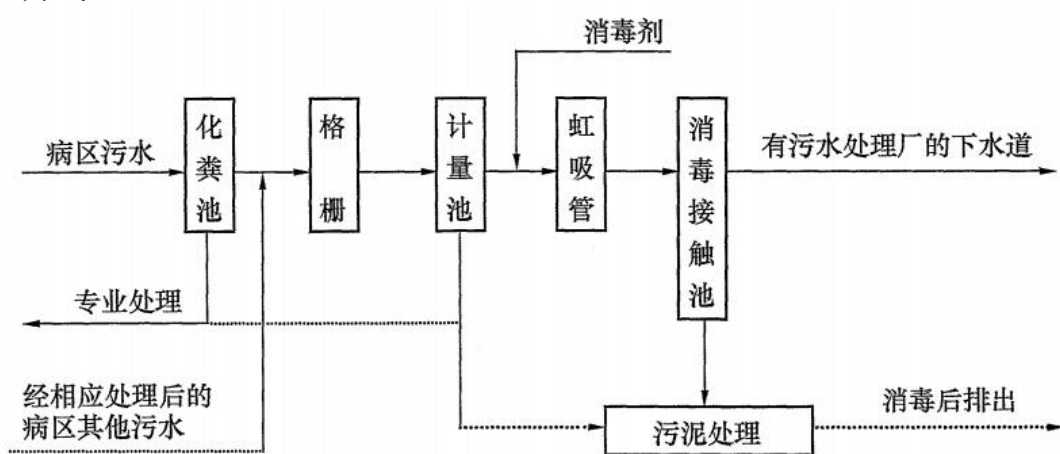 消毒剂
病区污水
化粪池
格栅
计量池
虹吸管
消毒接触池
有污水处理厂的下水道
专业处理
经相应处理后的
病区其他污水
污泥处理
消毒后排出